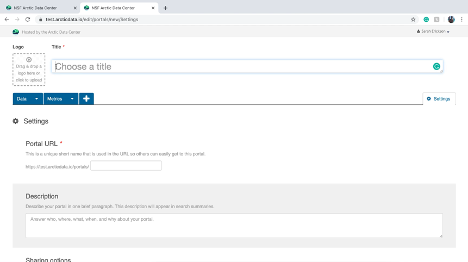 NSF Arctic Data Center
NSF Arctic Data Center
test.arcticdata.io/edit/portals/new/Settings
Hosted by the Arctic Data Center
Logo
Title *
Drag & drop a
logo here or
click to upload
Choose a title
Data
Metrics
Settings
Settings
Portal URL *
This is a unique short name that is used in the URL so others can easily get to this portal.
https://test.arcticdata.io/portals/
Description
Describe your portal in one brief paragraph. This description will appear in search summaries.
Answer who, where, what, when, and why about your portal.
Sharing options